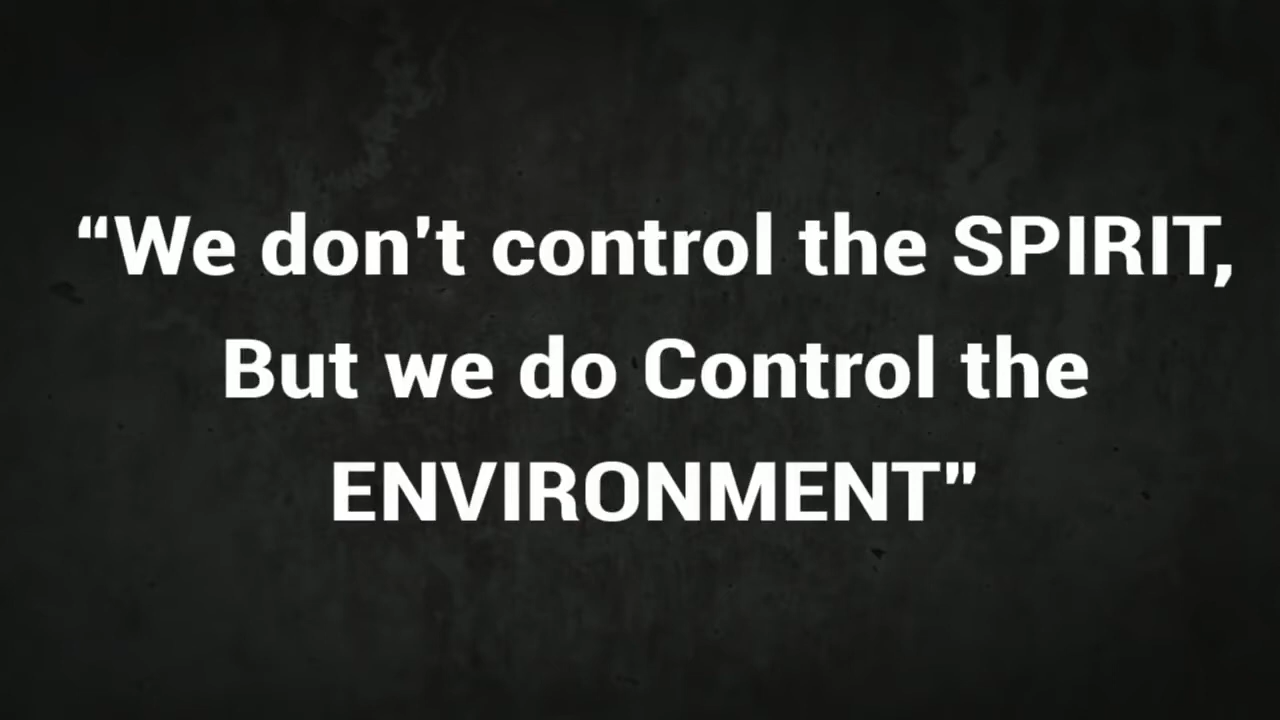 “We don't control the SPIRIT,
But we do Control the
ENVIRONMENT"